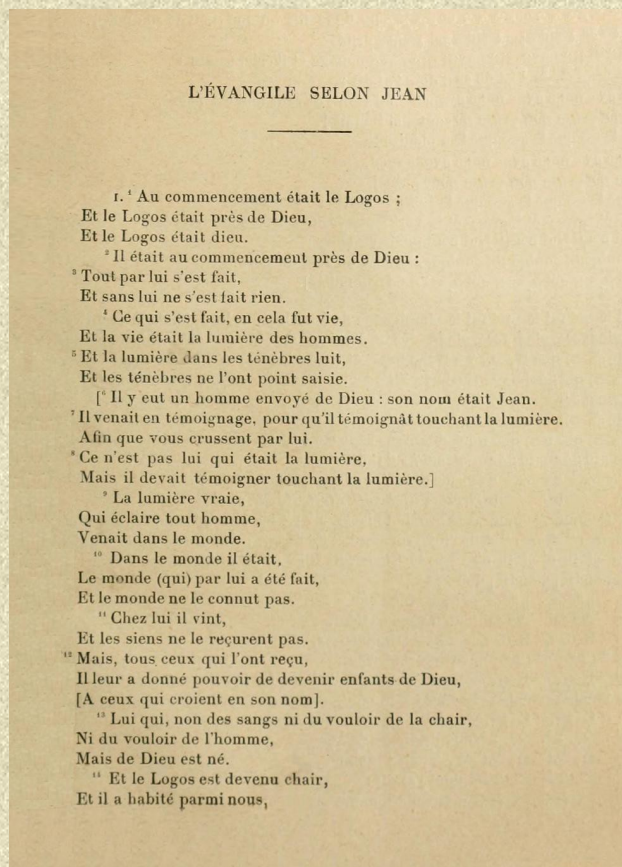 L'ÉVANGILE SELON JEAN
I. ¹ Au commencement était le Logos ;
Et le Logos était près de Dieu,
Et le Logos était dieu.
² Il était au commencement près de Dieu :
³ Tout par lui s'est fait,
Et sans lui ne s'est fait rien.
⁴ Ce qui s'est fait, en cela fut vie,
Et la vie était la lumière des hommes.
⁵ Et la lumière dans les ténèbres luit,
Et les ténèbres ne l'ont point saisie.
[⁶ Il y eut un homme envoyé de Dieu : son nom était Jean.
⁷ Il venait en témoignage, pour qu'il témoignât touchant la lumière.
Afin que vous crussent par lui.
⁸ Ce n'est pas lui qui était la lumière,
Mais il devait témoigner touchant la lumière.]
⁹ La lumière vraie,
Qui éclaire tout homme,
Venait dans le monde.
¹⁰ Dans le monde il était,
Le monde (qui) par lui a été fait,
Et le monde ne le connut pas.
¹¹ Chez lui il vint,
Et les siens ne le reçurent pas.
¹² Mais, tous ceux qui l'ont reçu,
Il leur a donné pouvoir de devenir enfants de Dieu,
[A ceux qui croient en son nom].
¹³ Lui qui, non des sangs ni du vouloir de la chair,
Ni du vouloir de l'homme,
Mais de Dieu est né.
¹⁴ Et le Logos est devenu chair,
Et il a habité parmi nous,